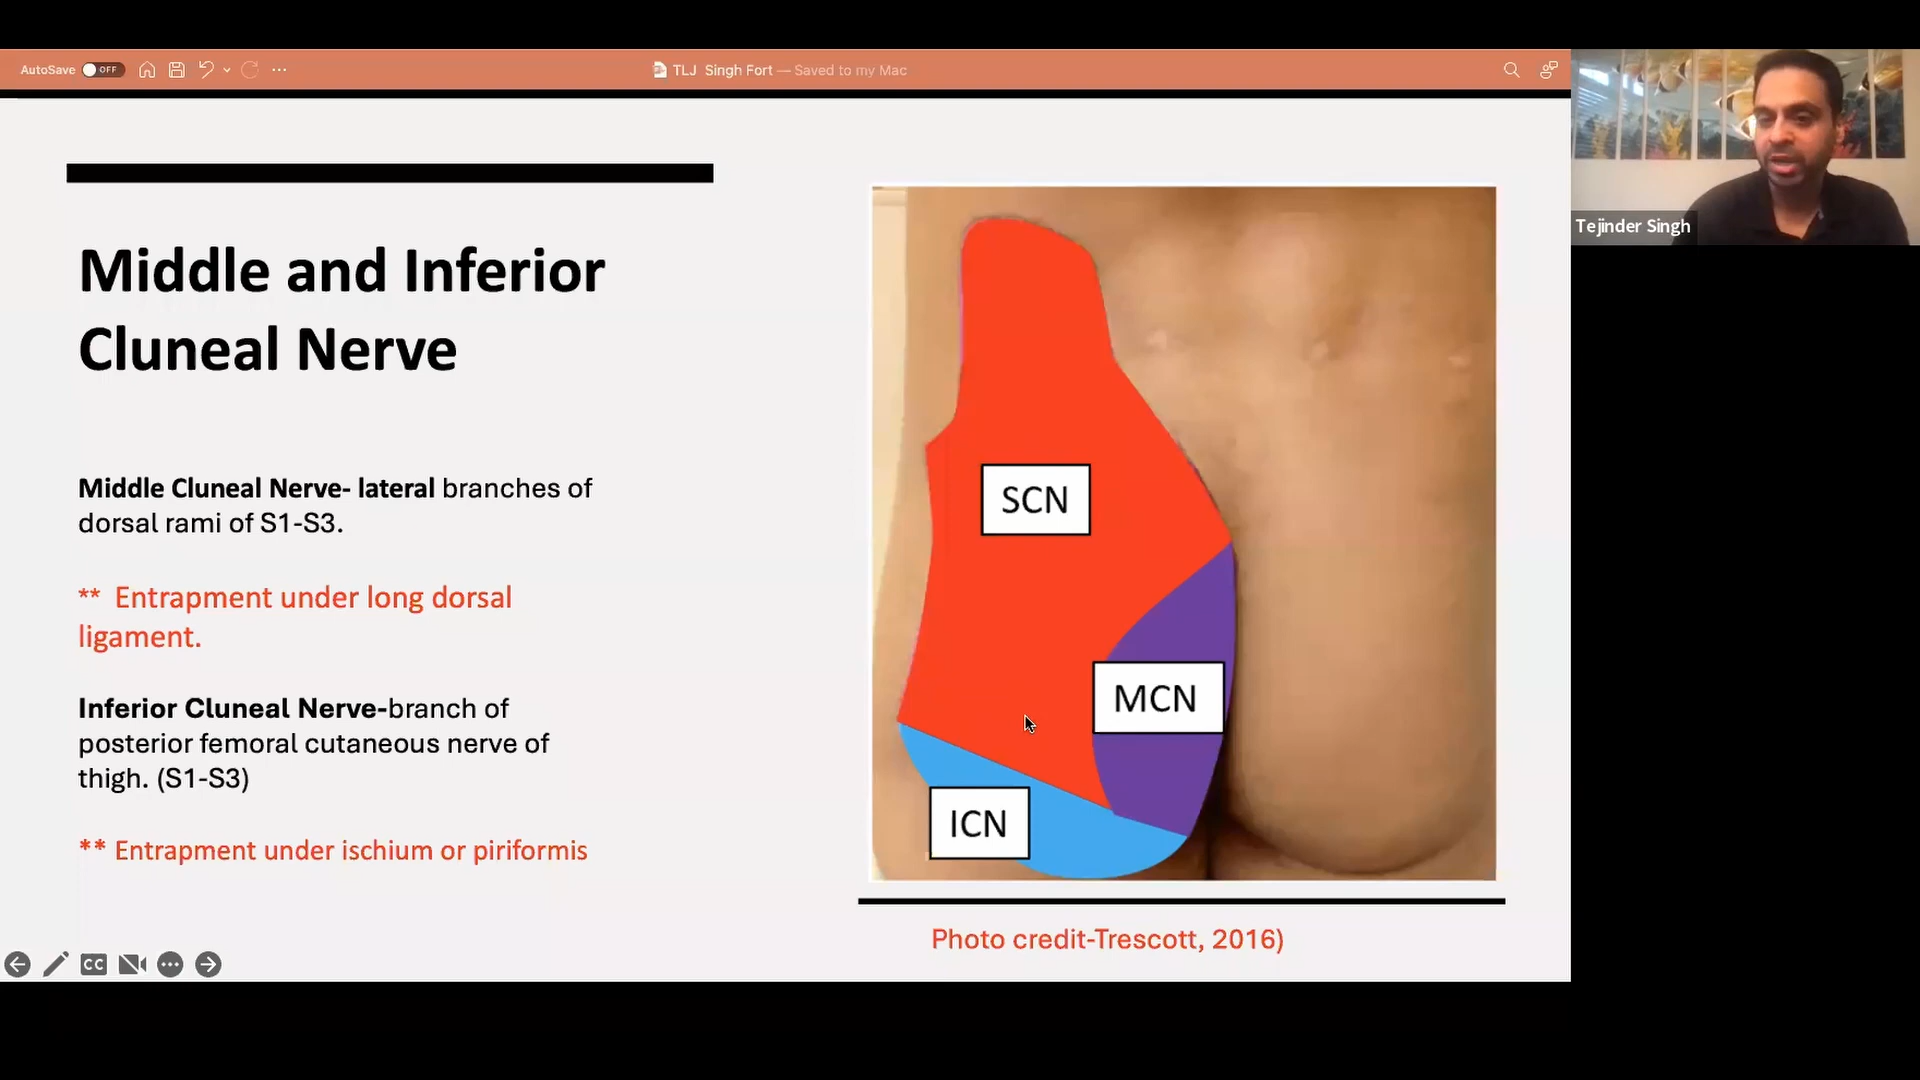 AutoSave OFF
TLJ Singh Fort — Saved to my Mac
Tejinder Singh
Middle and Inferior
Cluneal Nerve
Middle Cluneal Nerve- lateral branches of
dorsal rami of S1-S3.
** Entrapment under long dorsal
ligament.
Inferior Cluneal Nerve-branch of
posterior femoral cutaneous nerve of
thigh. (S1-S3)
** Entrapment under ischium or piriformis
SCN
MCN
ICN
Photo credit-Trescott, 2016)
CC